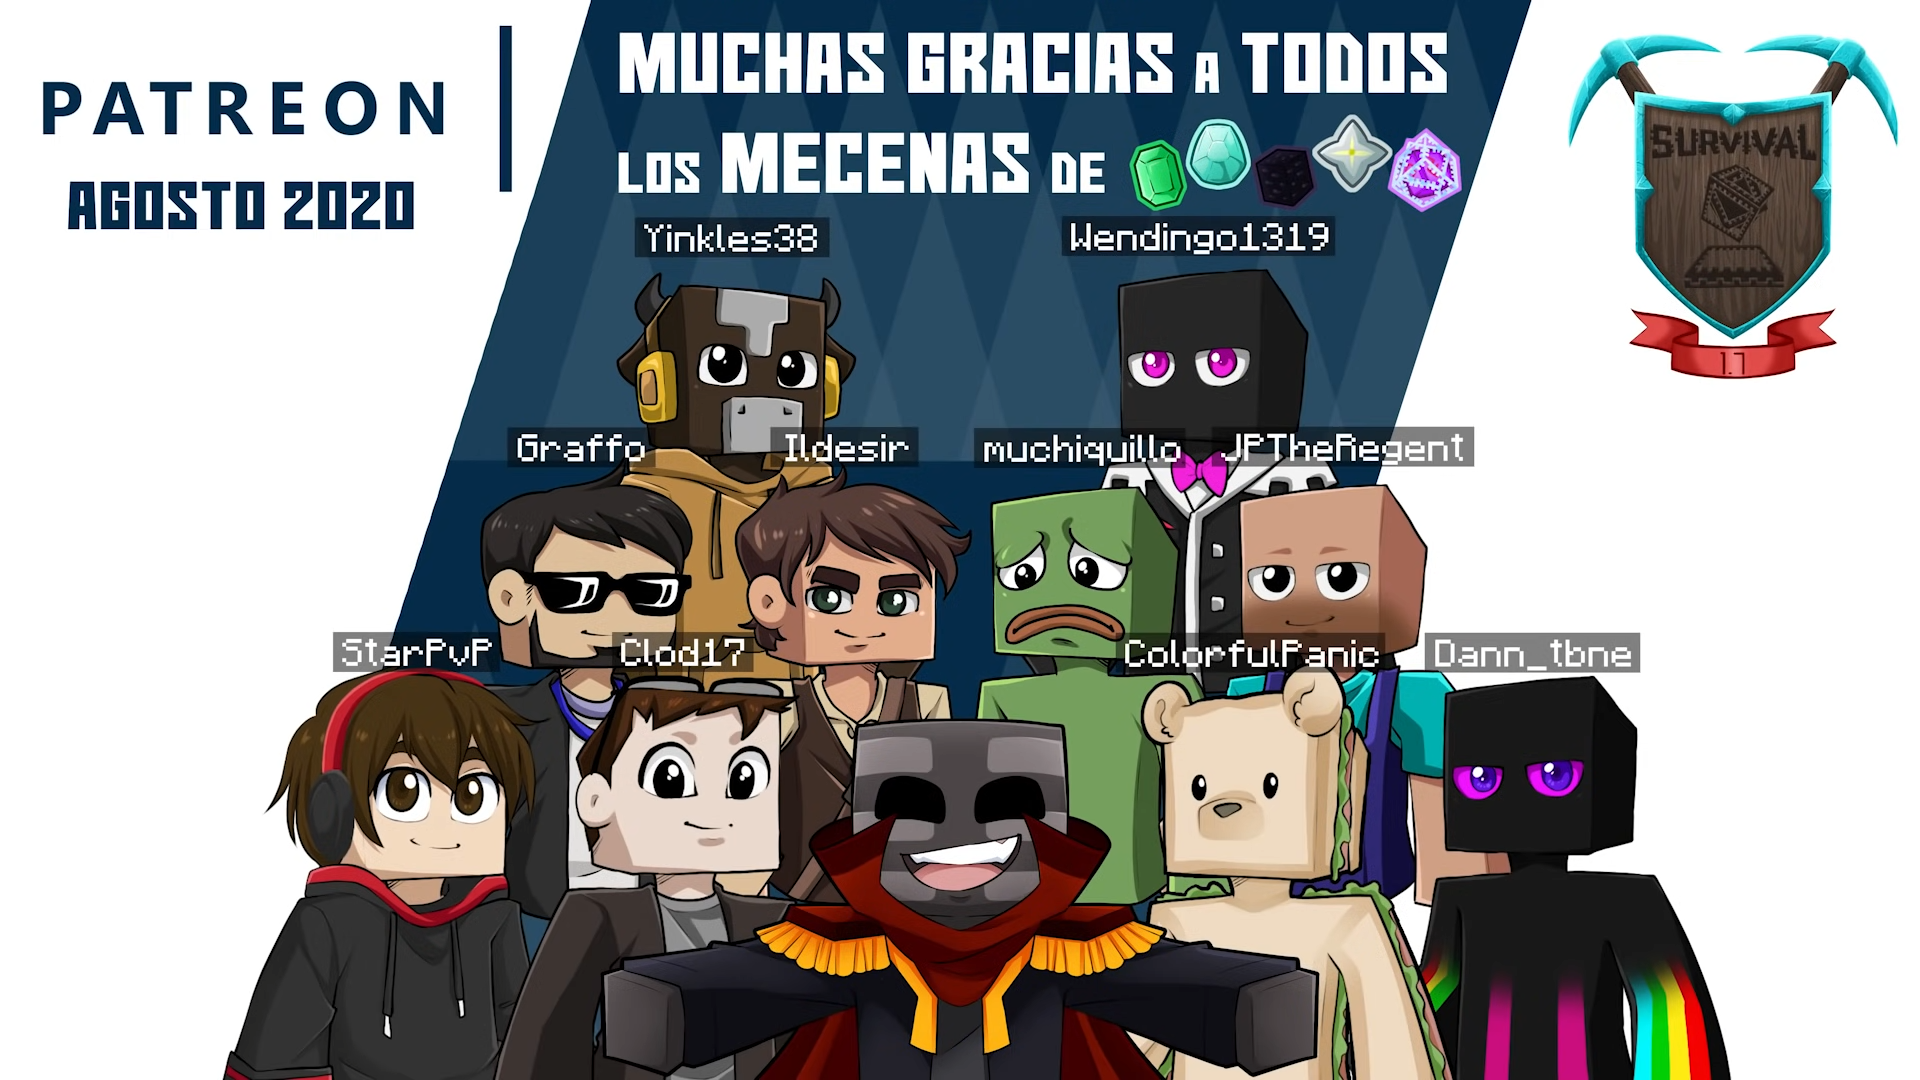 PATREON
AGOSTO 2020
MUCHAS GRACIAS A TODOS
LOS MECENAS DE
SURVIVAL
1.1
Yinkles38
Wendingo1319
Graffo
Ildesir
muchiquillo
JPTheRegent
StarPvP
Clod17
ColorfulPanic
Dann_tbne